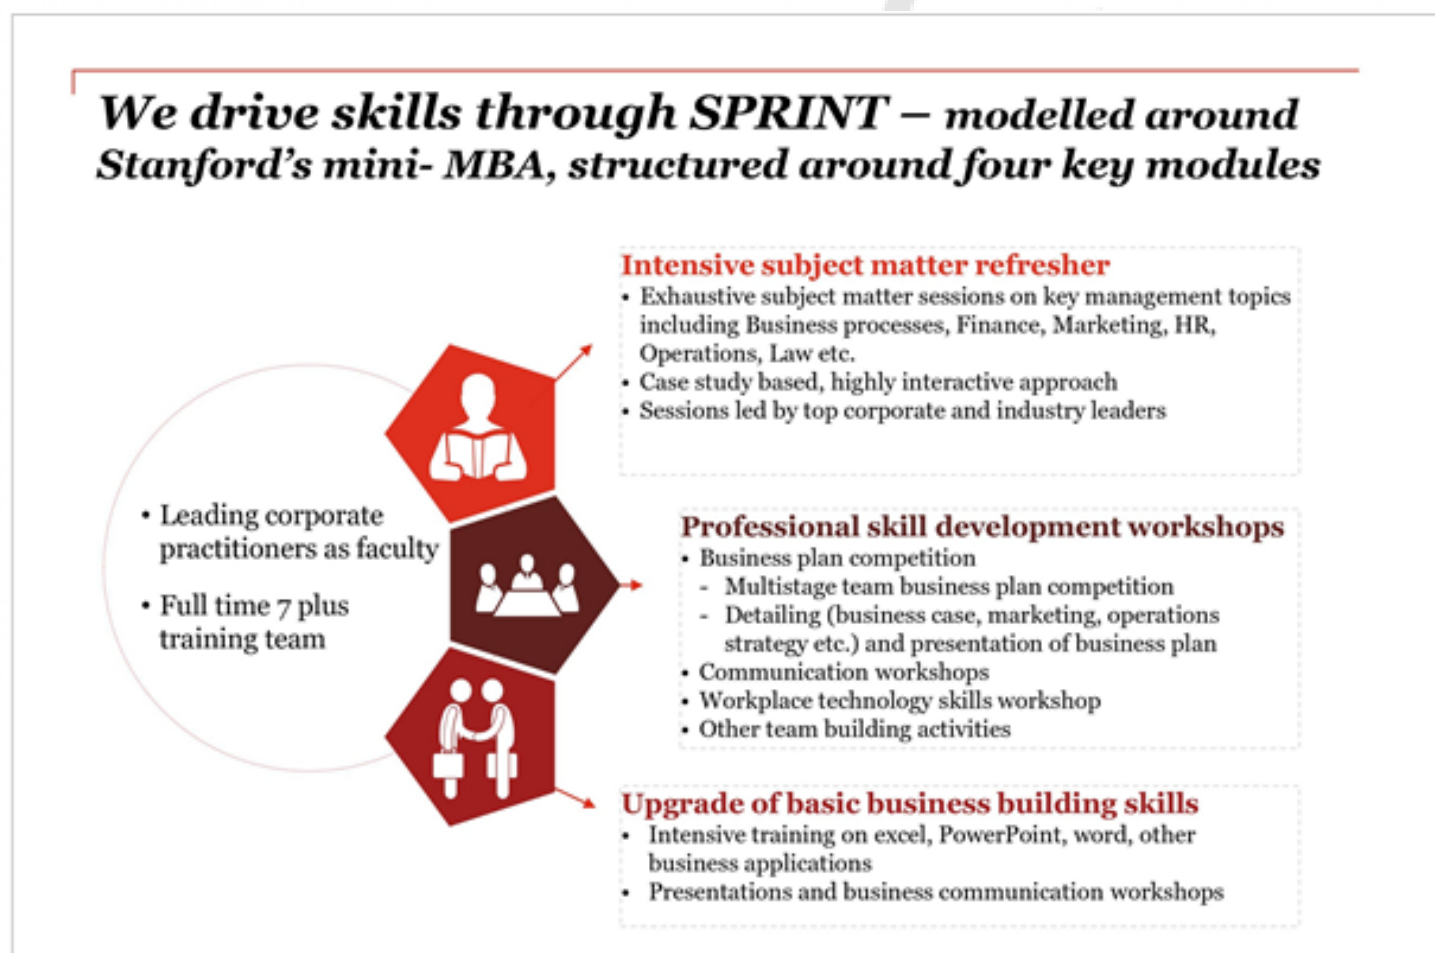 We drive skills through SPRINT – modelled around
Stanford's mini- MBA, structured around four key modules
• Leading corporate
practitioners as faculty
• Full time 7 plus
training team
Intensive subject matter refresher
• Exhaustive subject matter sessions on key management topics
including Business processes, Finance, Marketing, HR,
Operations, Law etc.
• Case study based, highly interactive approach
• Sessions led by top corporate and industry leaders
Professional skill development workshops
• Business plan competition
- Multistage team business plan competition
- Detailing (business case, marketing, operations
strategy etc.) and presentation of business plan
• Communication workshops
• Workplace technology skills workshop
• Other team building activities
Upgrade of basic business building skills
• Intensive training on excel, PowerPoint, word, other
business applications
• Presentations and business communication workshops